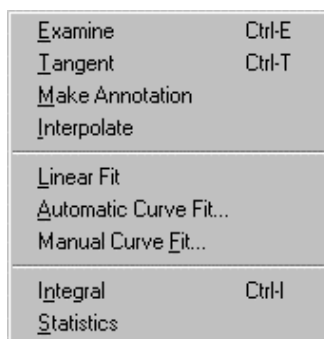 Examine Ctrl-E
Tangent Ctrl-T
Make Annotation
Interpolate
Linear Fit
Automatic Curve Fit...
Manual Curve Fit...
Integral Ctrl-I
Statistics